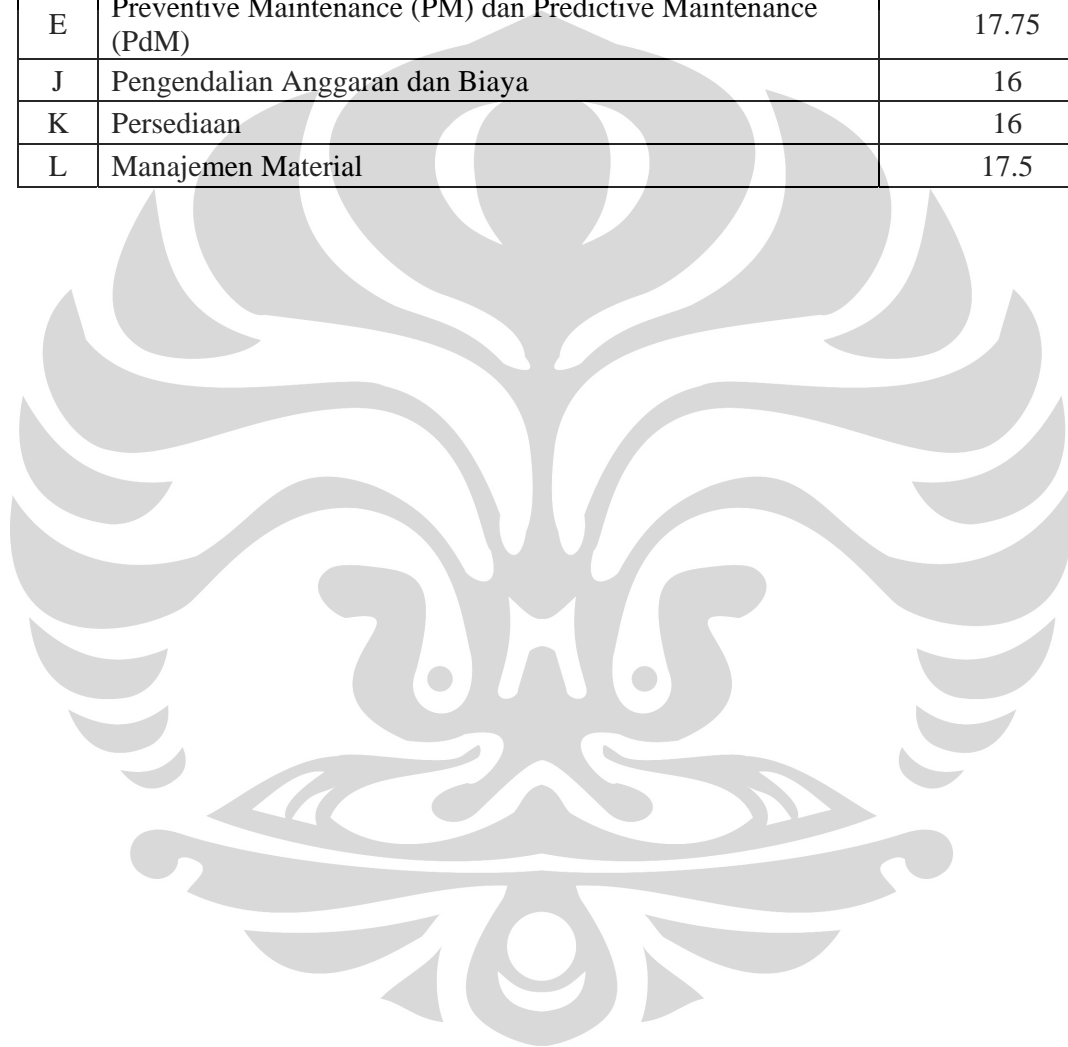 E Preventive Maintenance (PM) dan Predictive Maintenance (PdM) 17.75
J Pengendalian Anggaran dan Biaya 16
K Persediaan 16
L Manajemen Material 17.5